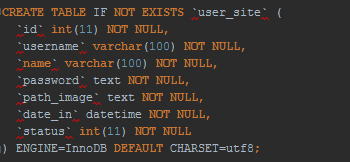 CREATE TABLE IF NOT EXISTS `user_site` (
`id` int(11) NOT NULL,
`username` varchar(100) NOT NULL,
`name` varchar(100) NOT NULL,
`password` text NOT NULL,
`path_image` text NOT NULL,
`date_in` datetime NOT NULL,
`status` int(11) NOT NULL
) ENGINE=InnoDB DEFAULT CHARSET=utf8;